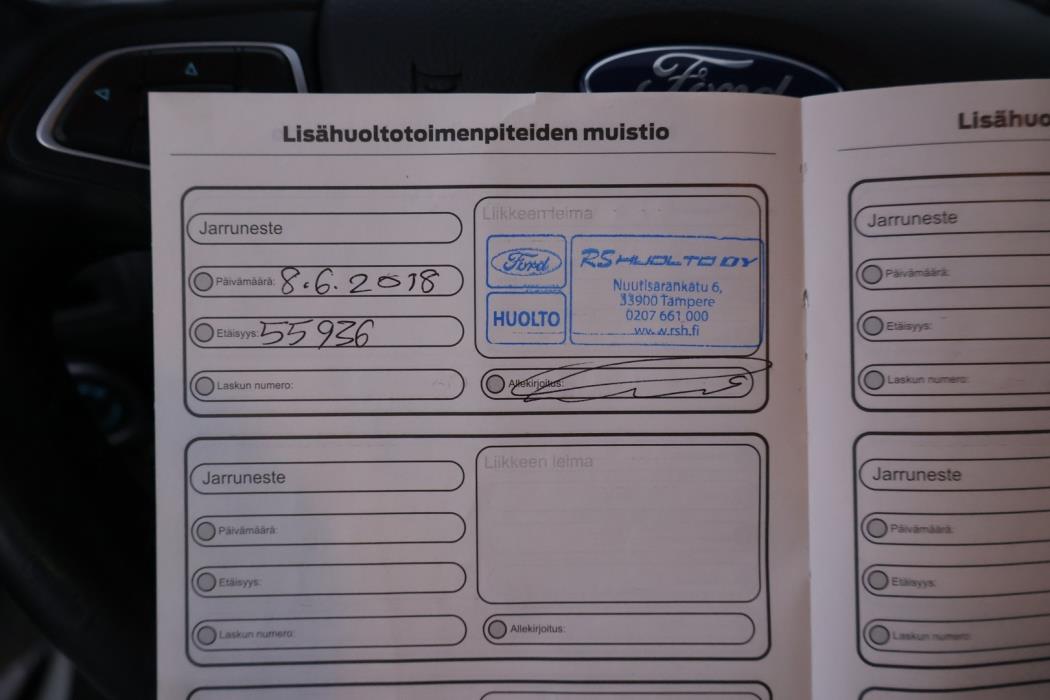 Ford
Lisähuoltotoimenpiteiden muistio
Jarruneste
Päivämäärä: 8.6.2018
Etäisyys: 55936
Laskun numero:
Liikkeen leima
Ford
HUOLTO
RS HUOLTO OY
Nuutisarankatu 6,
33900 Tampere
0207 661 000
www.rsh.fi
Allekirjoitus:
Jarruneste
Päivämäärä:
Etäisyys:
Laskun numero:
Liikkeen leima
Allekirjoitus:
Lisähuo
Jarruneste
Päivämäärä:
Etäisyys:
Laskun numero:
Jarruneste
Päivämäärä:
Etäisyys:
Laskun numero: